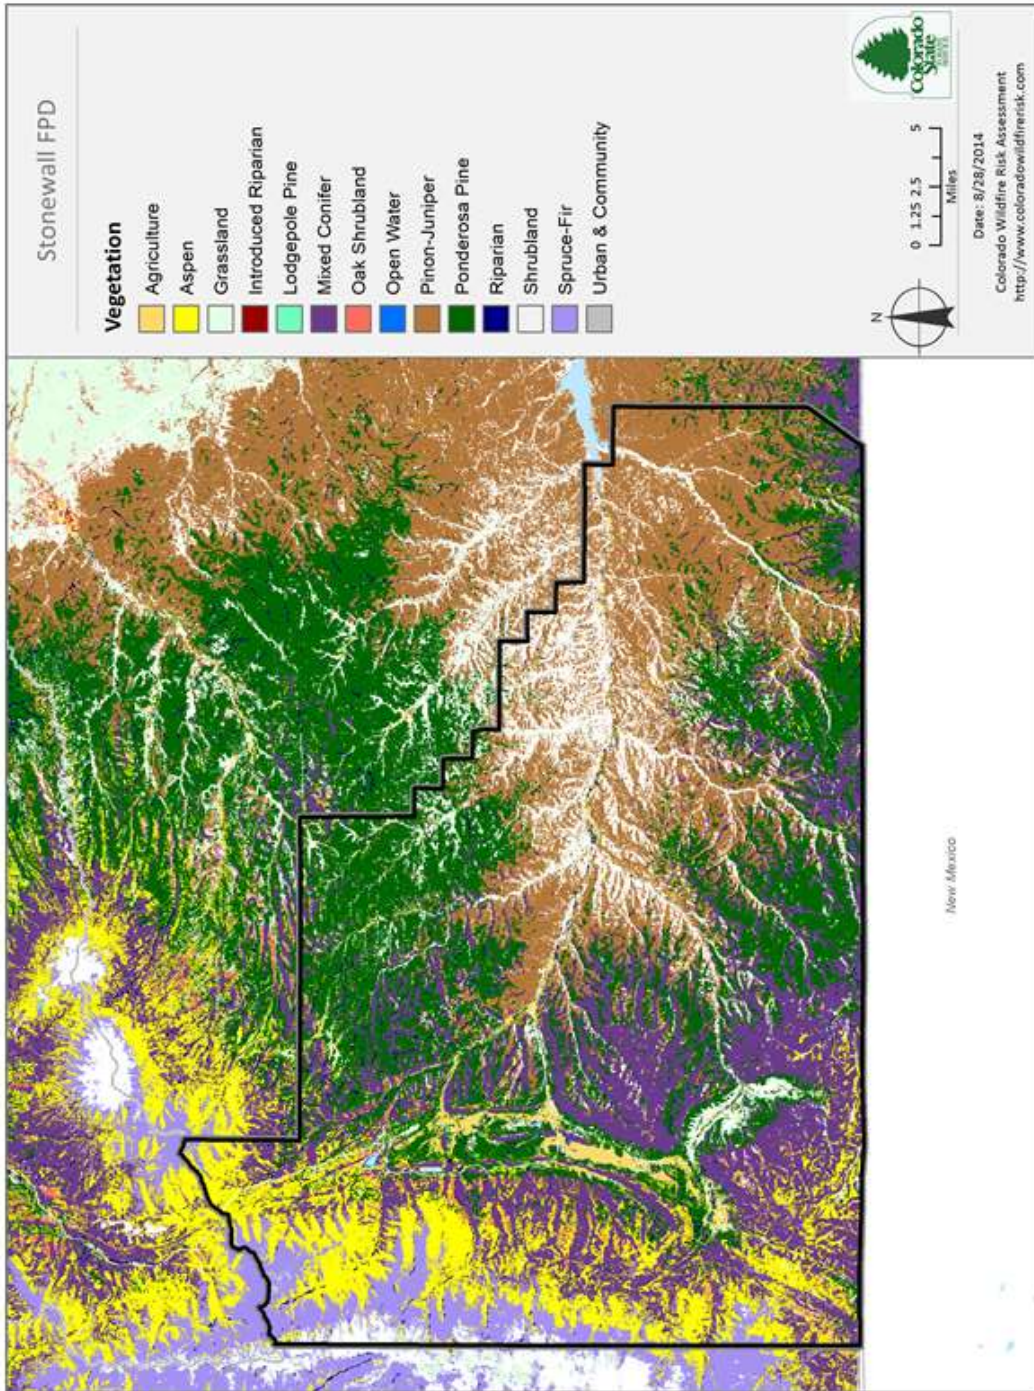 Stonewall FPD
Vegetation
Agriculture
Aspen
Grassland
Introduced Riparian
Lodgepole Pine
Mixed Conifer
Oak Shrubland
Open Water
Pinon-Juniper
Ponderosa Pine
Riparian
Shrubland
Spruce-Fir
Urban & Community
N
0 1.25 2.5 5
Miles
Colorado
State
Date: 8/28/2014
Colorado Wildfire Risk Assessment
http://www.coloradowildfirerisk.com
New Mexico